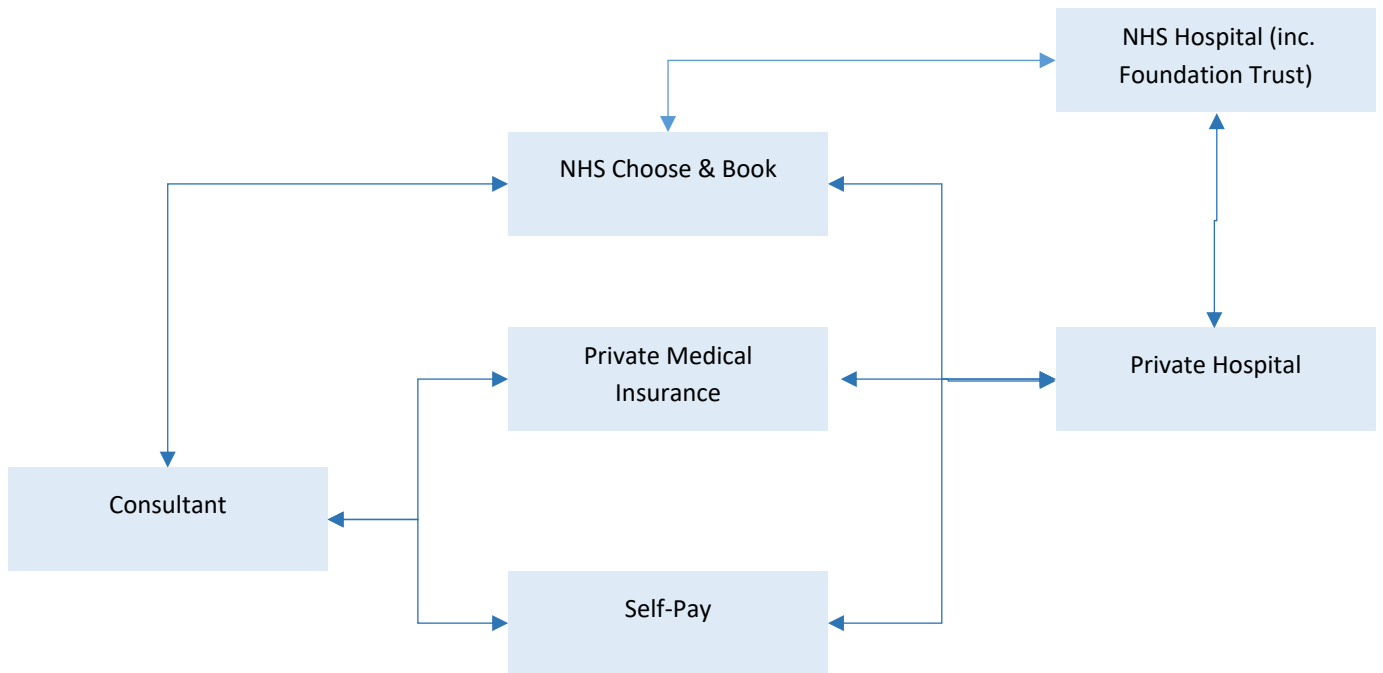 NHS Hospital (inc.
Foundation Trust)
NHS Choose & Book
Private Medical
Insurance
Private Hospital
Consultant
Self-Pay